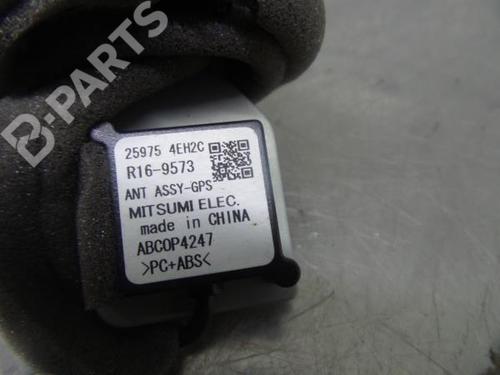 B-PARTS
25975 4EH2C
R16-9573
ANT ASSY-GPS
MITSUMI ELEC.
made in CHINA
ABC0P4247
>PC+ABS<